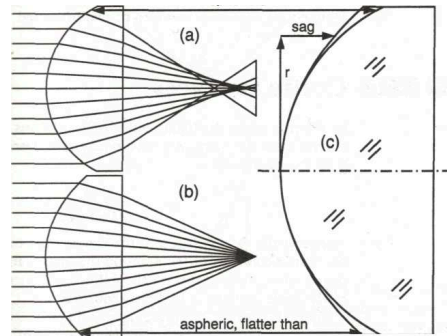 (a)
sag
r
(c)
(b)
aspheric, flatter than